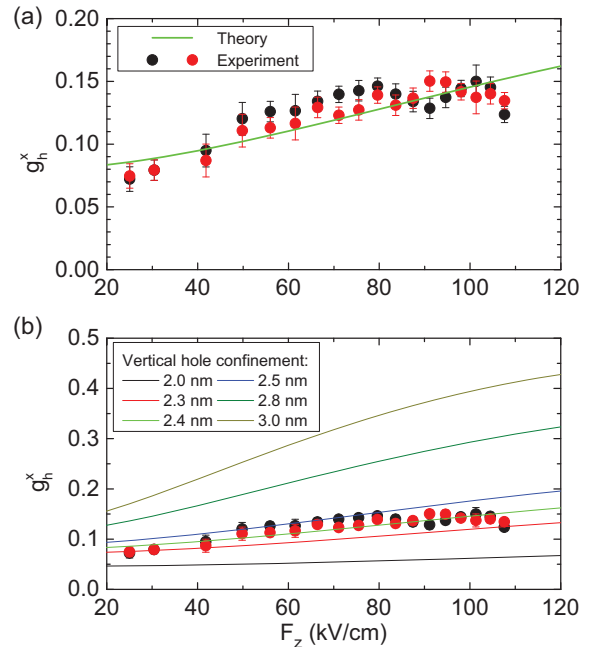 (a)
0.20
Theory
Experiment
0.15
0.10
0.05
0.00
g_h^x
20 40 60 80 100 120
(b)
0.5
Vertical hole confinement:
2.0 nm 2.5 nm
2.3 nm 2.8 nm
2.4 nm 3.0 nm
0.4
0.3
0.2
0.1
0.0
g_h^x
20 40 60 80 100 120
F_z (kV/cm)